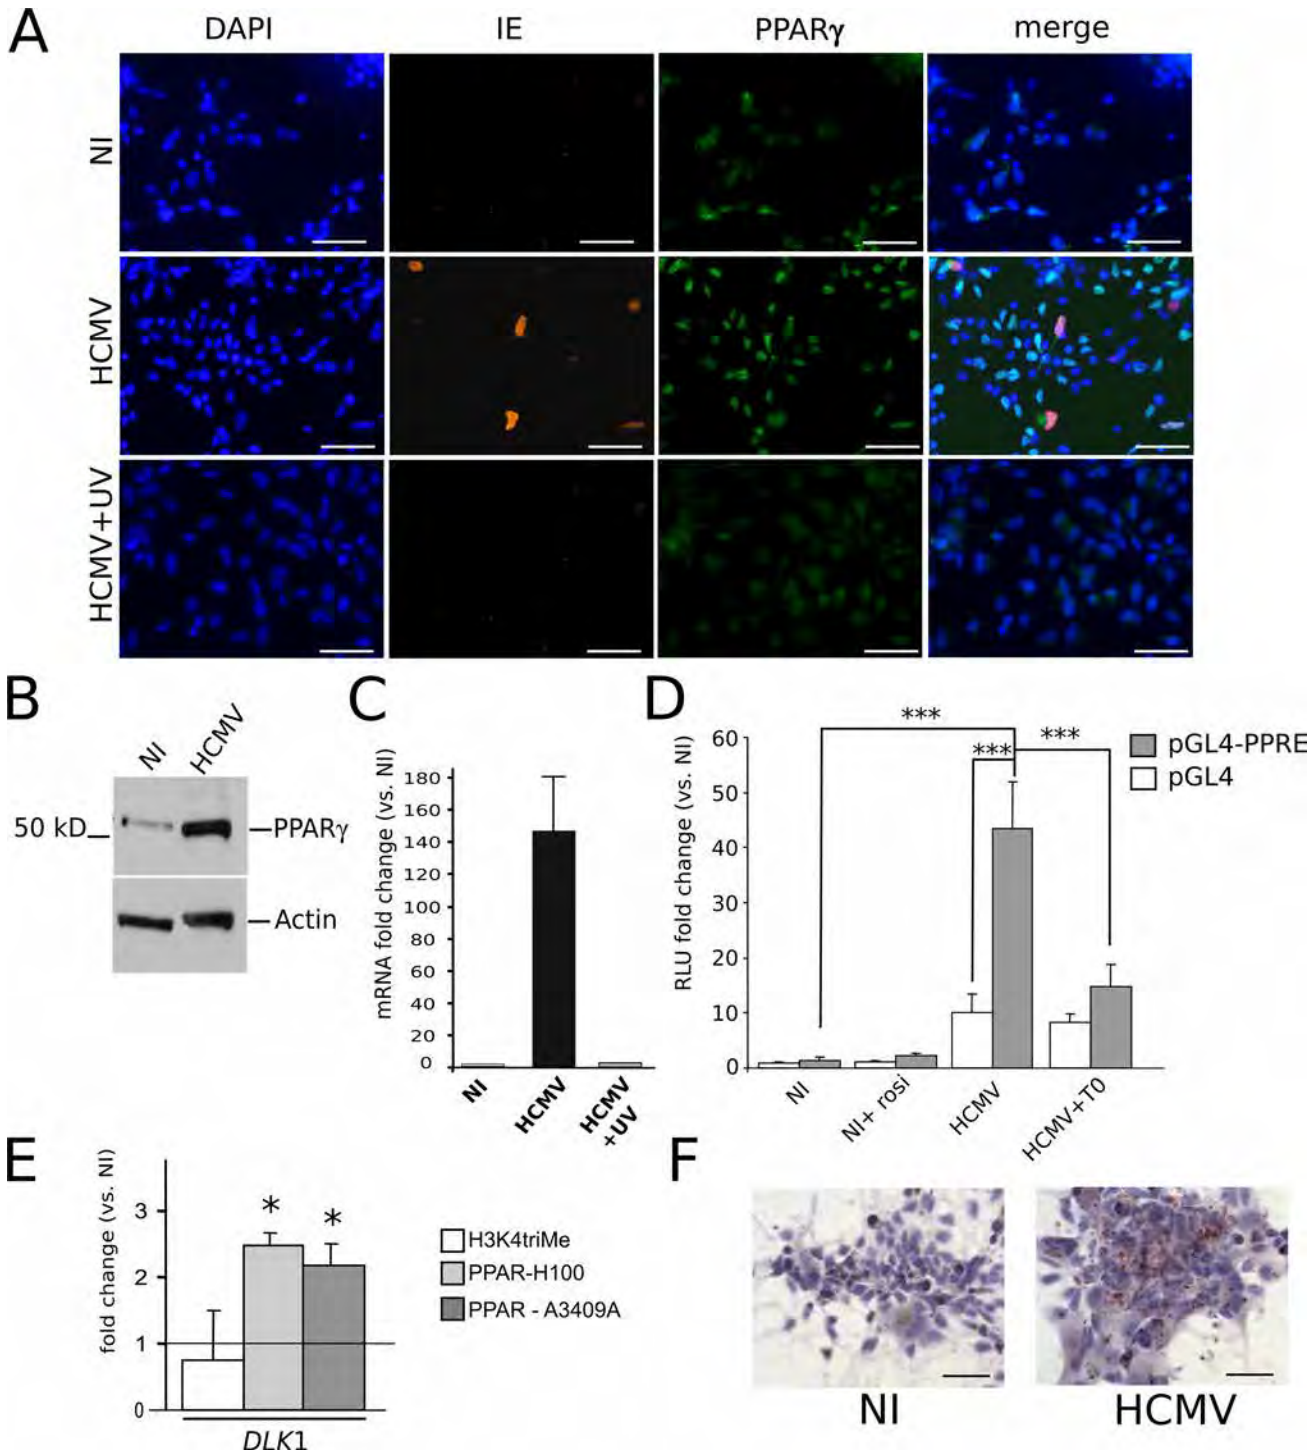 A
DAPI
IE
PPARγ
merge
NI
HCMV
HCMV+UV
B
NI
HCMV
50 kD
PPARγ
Actin
C
mRNA fold change (vs. NI)
180
160
140
120
100
80
60
40
20
0
NI
HCMV
HCMV
+UV
D
RLU fold change (vs. NI)
60
50
40
30
20
10
0
***
***
***
pGL4-PPRE
pGL4
NI
NI+ rosi
HCMV
HCMV+T0
E
fold change (vs. NI)
3
2
1
0
*
*
DLK1
H3K4triMe
PPAR-H100
PPAR - A3409A
F
NI
HCMV